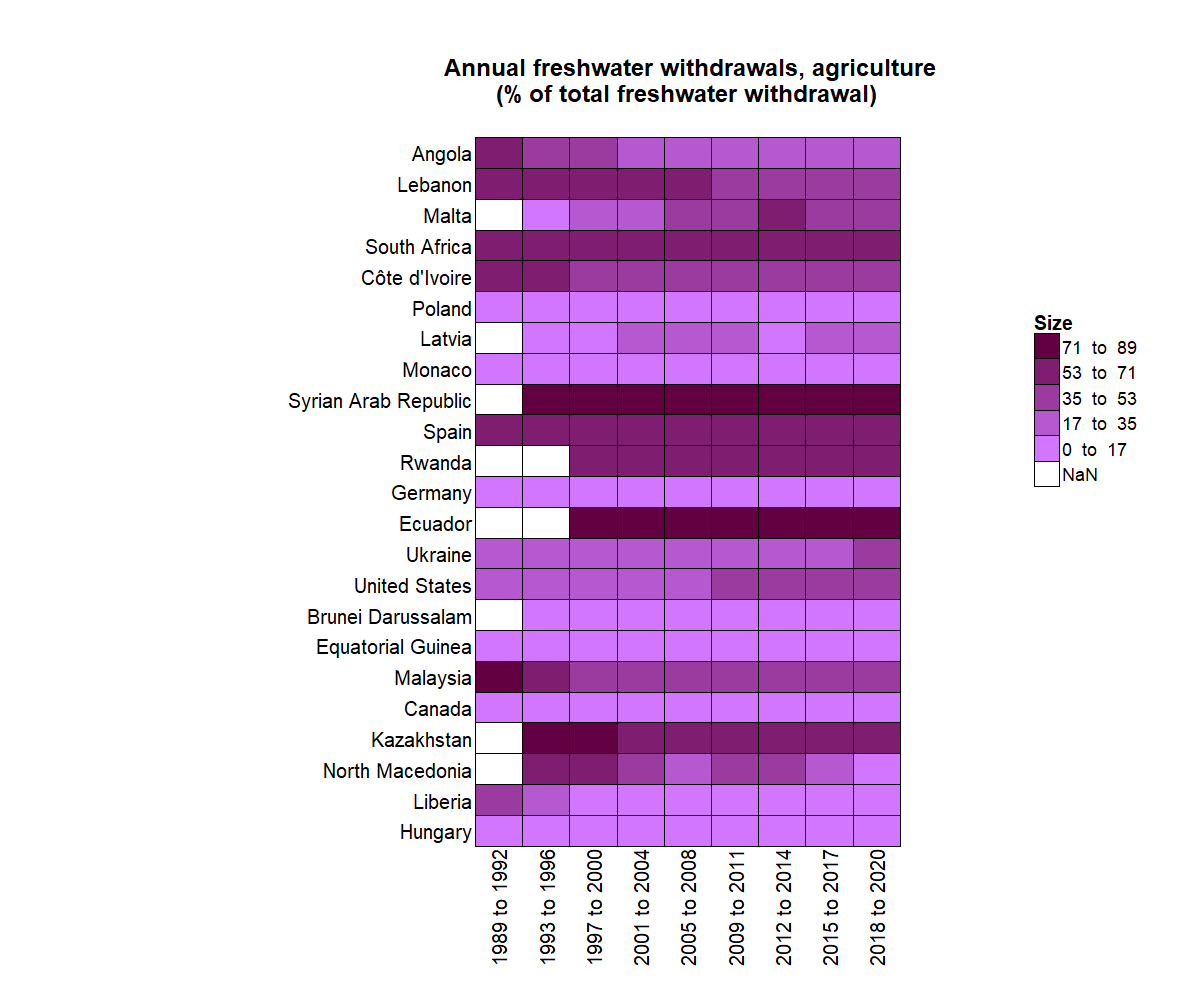 Annual freshwater withdrawals, agriculture
(% of total freshwater withdrawal)
Angola
Lebanon
Malta
South Africa
Côte d'Ivoire
Poland
Latvia
Monaco
Syrian Arab Republic
Spain
Rwanda
Germany
Ecuador
Ukraine
United States
Brunei Darussalam
Equatorial Guinea
Malaysia
Canada
Kazakhstan
North Macedonia
Liberia
Hungary
1989 to 1992
1993 to 1996
1997 to 2000
2001 to 2004
2005 to 2008
2009 to 2011
2012 to 2014
2015 to 2017
2018 to 2020
Size
71 to 89
53 to 71
35 to 53
17 to 35
0 to 17
NaN